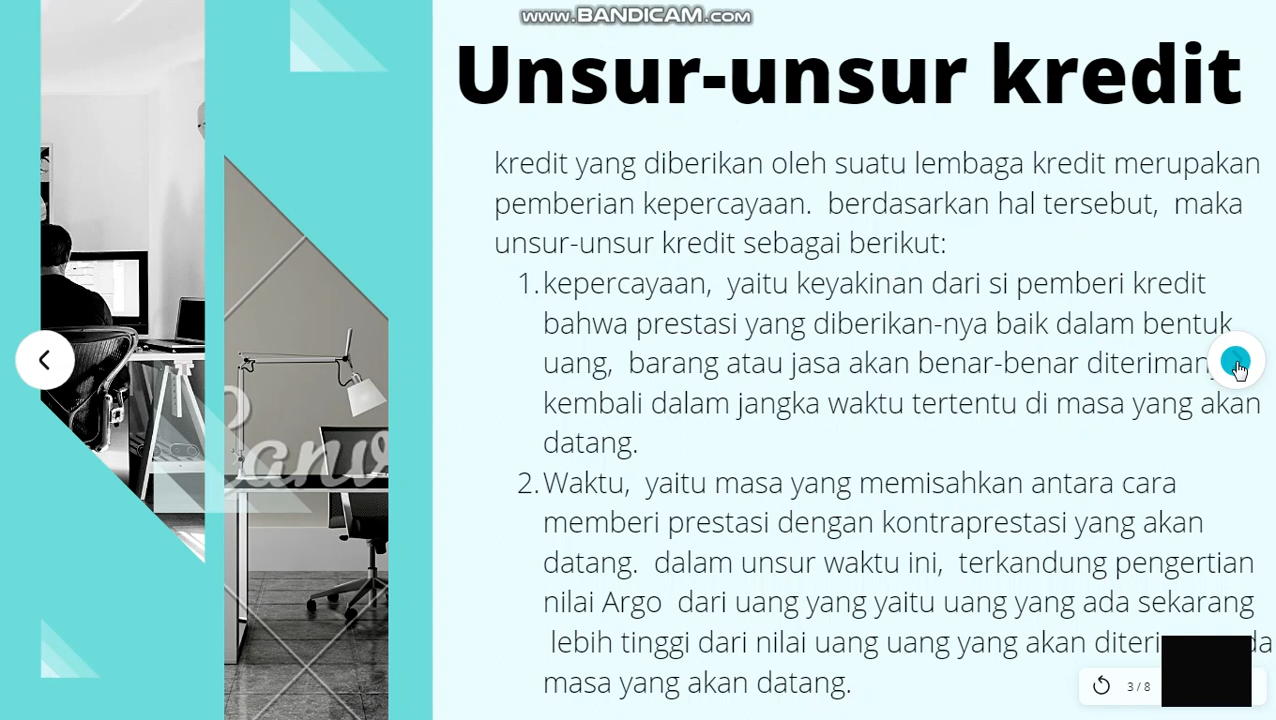 www.BANDICAM.com
Unsur-unsur kredit
kredit yang diberikan oleh suatu lembaga kredit merupakan
pemberian kepercayaan. berdasarkan hal tersebut, maka
unsur-unsur kredit sebagai berikut:
1. kepercayaan, yaitu keyakinan dari si pemberi kredit
bahwa prestasi yang diberikan-nya baik dalam bentuk
uang, barang atau jasa akan benar-benar
kembali dalam jangka waktu tertentu di masa yang akan
datang.
2. Waktu, yaitu masa yang memisahkan antara cara
memberi prestasi dengan kontraprestasi yang akan
datang. dalam unsur waktu ini, terkandung pengertian
nilai Argo dari uang yang yaitu uang yang ada sekarang
lebih tinggi dari nilai uang uang yang akan
masa yang akan datang.
3 / 8